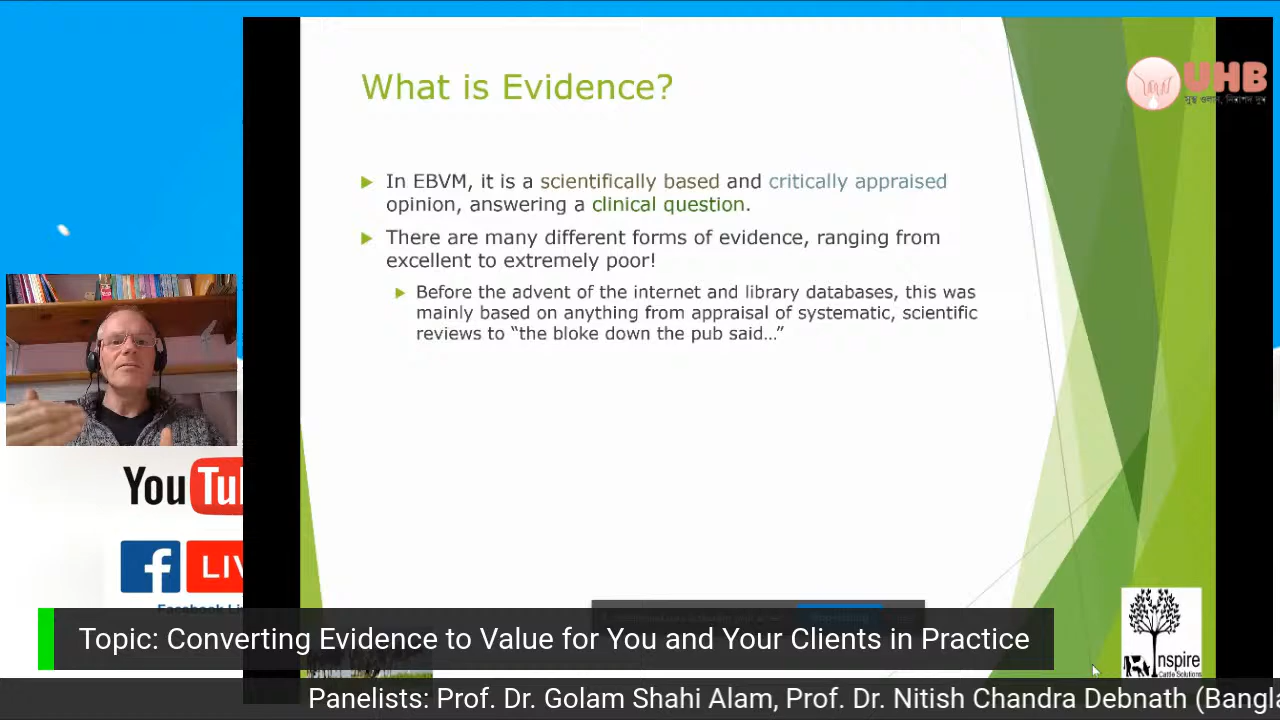 What is Evidence?
UHB
সুস্থ ওলান, নিরাপদ দুধ
In EBVM, it is a scientifically based and critically appraised
opinion, answering a clinical question.
There are many different forms of evidence, ranging from
excellent to extremely poor!
Before the advent of the internet and library databases, this was
mainly based on anything from appraisal of systematic, scientific
reviews to “the bloke down the pub said…”
YouTub
LIV
Facebook Li
Topic: Converting Evidence to Value for You and Your Clients in Practice
nspire
Cattle Solutions
Panelists: Prof. Dr. Golam Shahi Alam, Prof. Dr. Nitish Chandra Debnath (Bangla